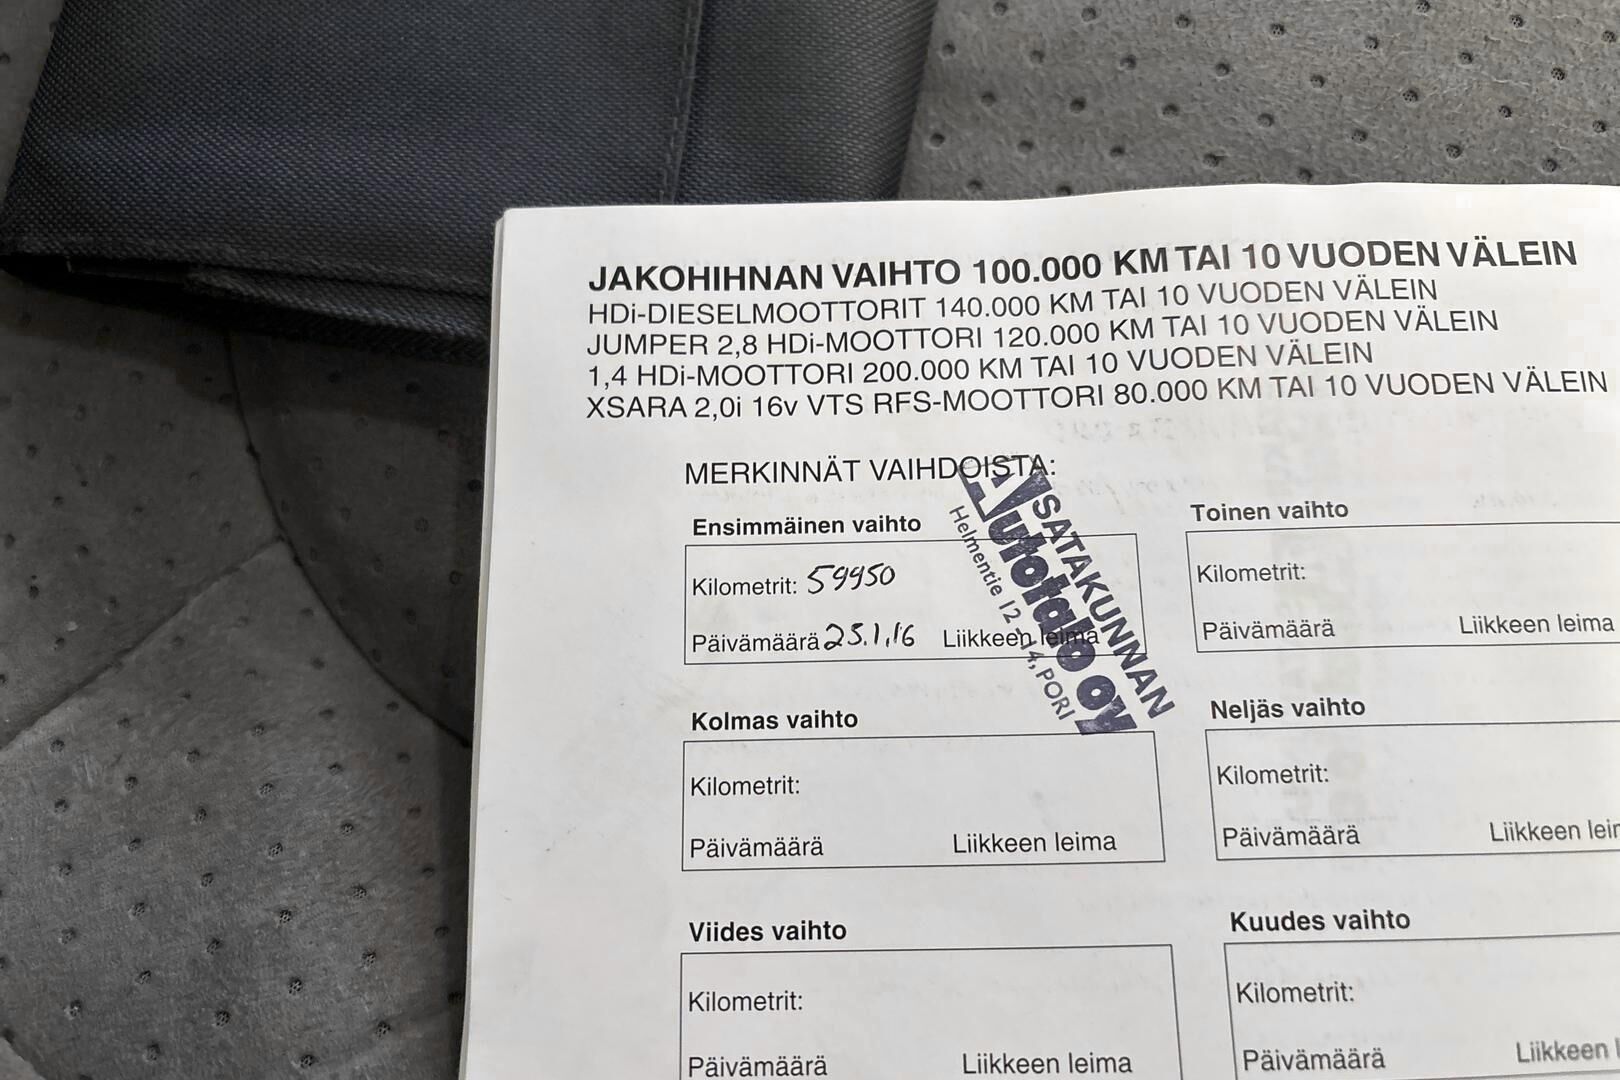 JAKOHIHNAN VAIHTO 100.000 KM TAI 10 VUODEN VÄLEIN
HDi-DIESELMOOTTORIT 140.000 KM TAI 10 VUODEN VÄLEIN
JUMPER 2,8 HDi-MOOTTORI 120.000 KM TAI 10 VUODEN VÄLEIN
1,4 HDi-MOOTTORI 200.000 KM TAI 10 VUODEN VÄLEIN
XSARA 2,0i 16v VTS RFS-MOOTTORI 80.000 KM TAI 10 VUODEN VÄLEIN
MERKINNÄT VAIHDOISTA:
Ensimmäinen vaihto
Kilometrit: 59950
Päivämäärä 25.1.16 Liikkeen leima
SATAKUNNAN
Autotalo Oy
Helmentie 12-14, PORI
Toinen vaihto
Kilometrit:
Päivämäärä Liikkeen leima
Kolmas vaihto
Kilometrit:
Päivämäärä Liikkeen leima
Neljäs vaihto
Kilometrit:
Päivämäärä Liikkeen
Viides vaihto
Kilometrit:
Päivämäärä Liikkeen leima
Kuudes vaihto
Kilometrit:
Päivämäärä Liikkeen